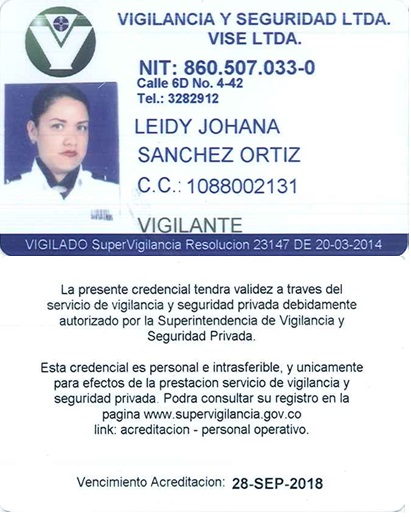 VIGILANCIA Y SEGURIDAD LTDA.
VISE LTDA.
NIT: 860.507.033-0
Calle 6D No. 4-42
Tel.: 3282912
LEIDY JOHANA
SANCHEZ ORTIZ
C.C.: 1088002131
VIGILANTE
VIGILADO SuperVigilancia Resolucion 23147 DE 20-03-2014
La presente credencial tendra validez a traves del
servicio de vigilancia y seguridad privada debidamente
autorizado por la Superintendencia de Vigilancia y
Seguridad Privada.
Esta credencial es personal e intrasferible, y unicamente
para efectos de la prestacion servicio de vigilancia y
seguridad privada. Podra consultar su registro en la
pagina www.supervigilancia.gov.co
link: acreditacion - personal operativo.
Vencimiento Acreditacion: 28-SEP-2018